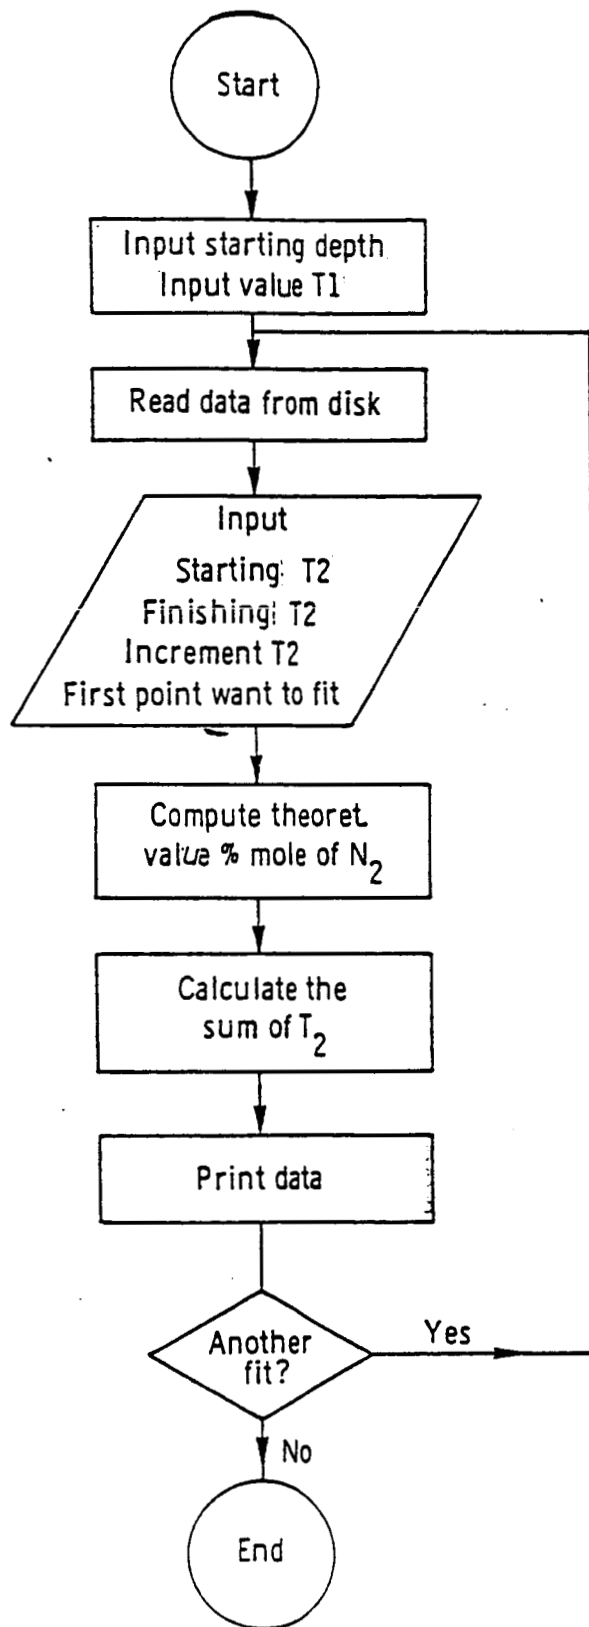 Start
Input starting depth
Input value T1
Read data from disk
Input
Starting T2
Finishing T2
Increment T2
First point want to fit
Compute theoret.
value % mole of N2
Calculate the
sum of T2
Print data
Another
fit?
Yes
No
End